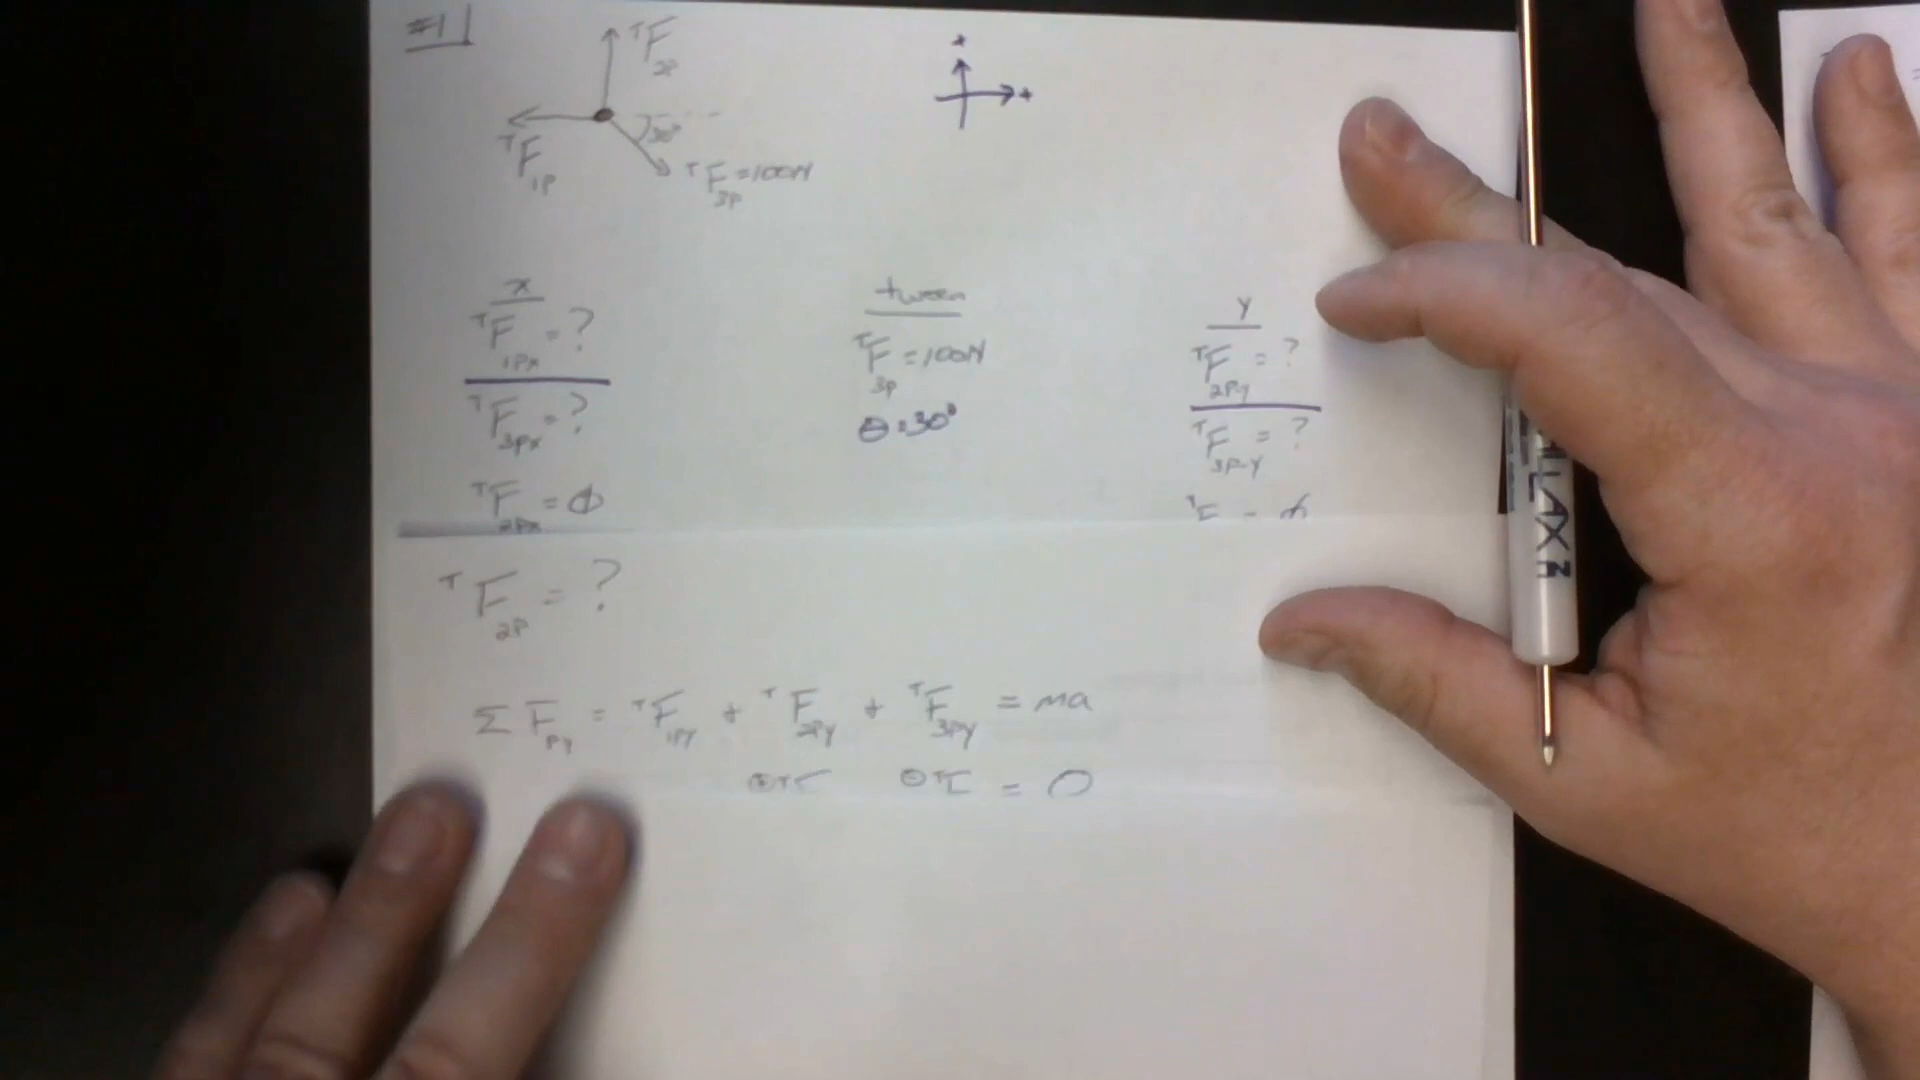 #1
TF2P
+
+
30°
TF1P
TF3P=100N
x
TF1Px=?
TF3Px=?
TF2Px=Φ
tween
TF3P=100N
Θ=30°
y
TF2Py=?
TF3Py=?
TF2P=?
ΣFPy = TF1Py + TF2Py + TF3Py = ma
= 0